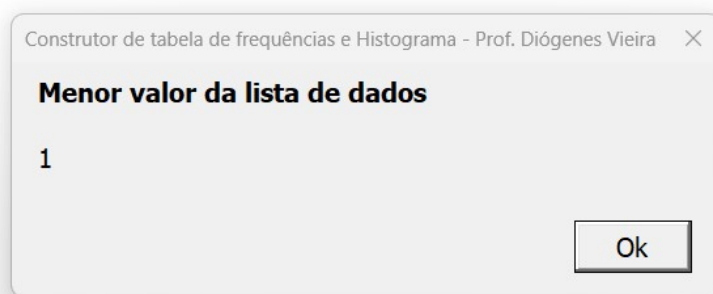 Construtor de tabela de frequências e Histograma - Prof. Diógenes Vieira
Menor valor da lista de dados
1
Ok